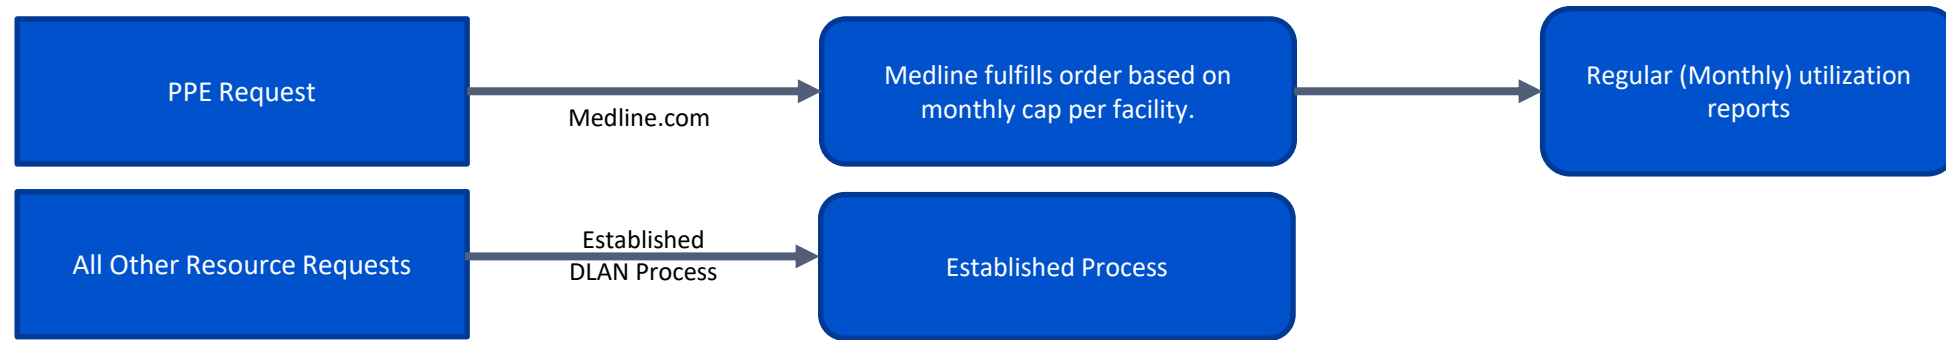 PPE Request
Medline.com
Medline fulfills order based on
monthly cap per facility.
Regular (Monthly) utilization
reports
All Other Resource Requests
Established
DLAN Process
Established Process